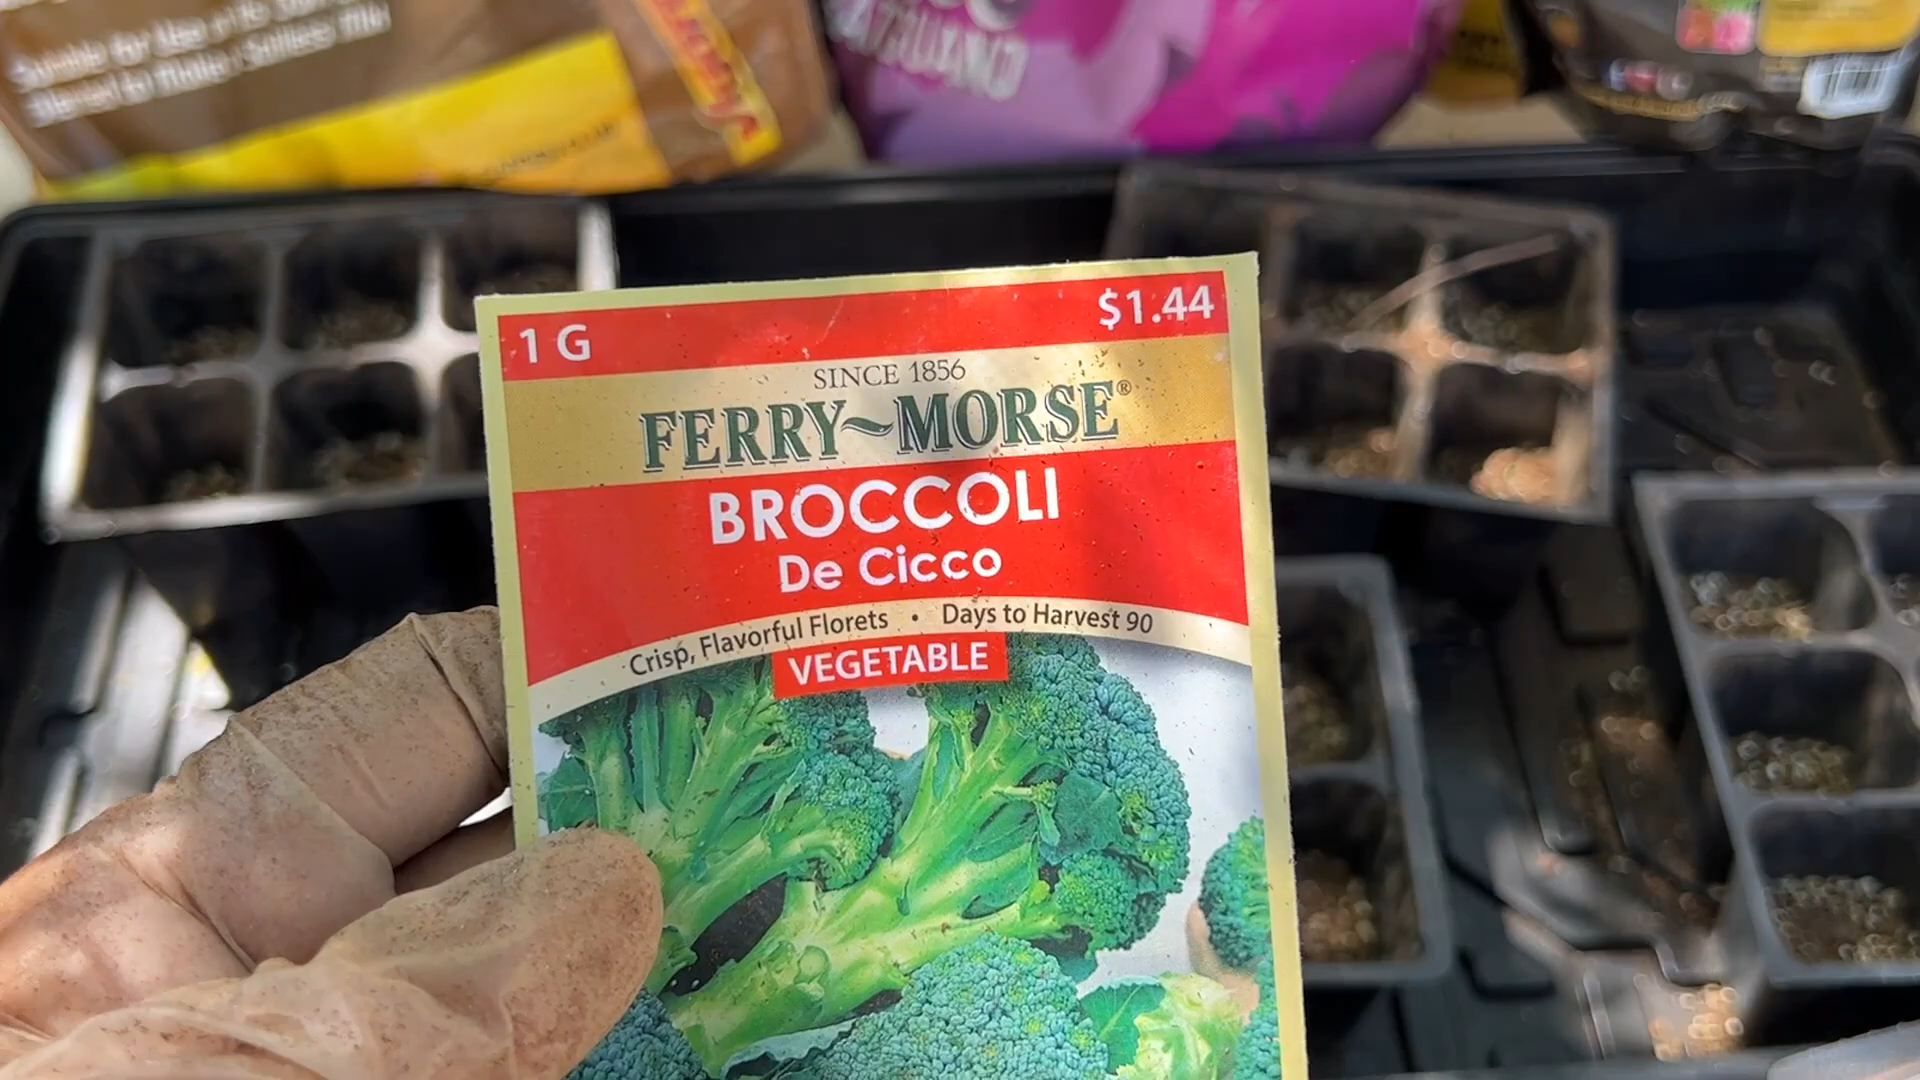 1 G
$1.44
SINCE 1856
FERRY~MORSE®
BROCCOLI
De Cicco
Crisp, Flavorful Florets • Days to Harvest 90
VEGETABLE